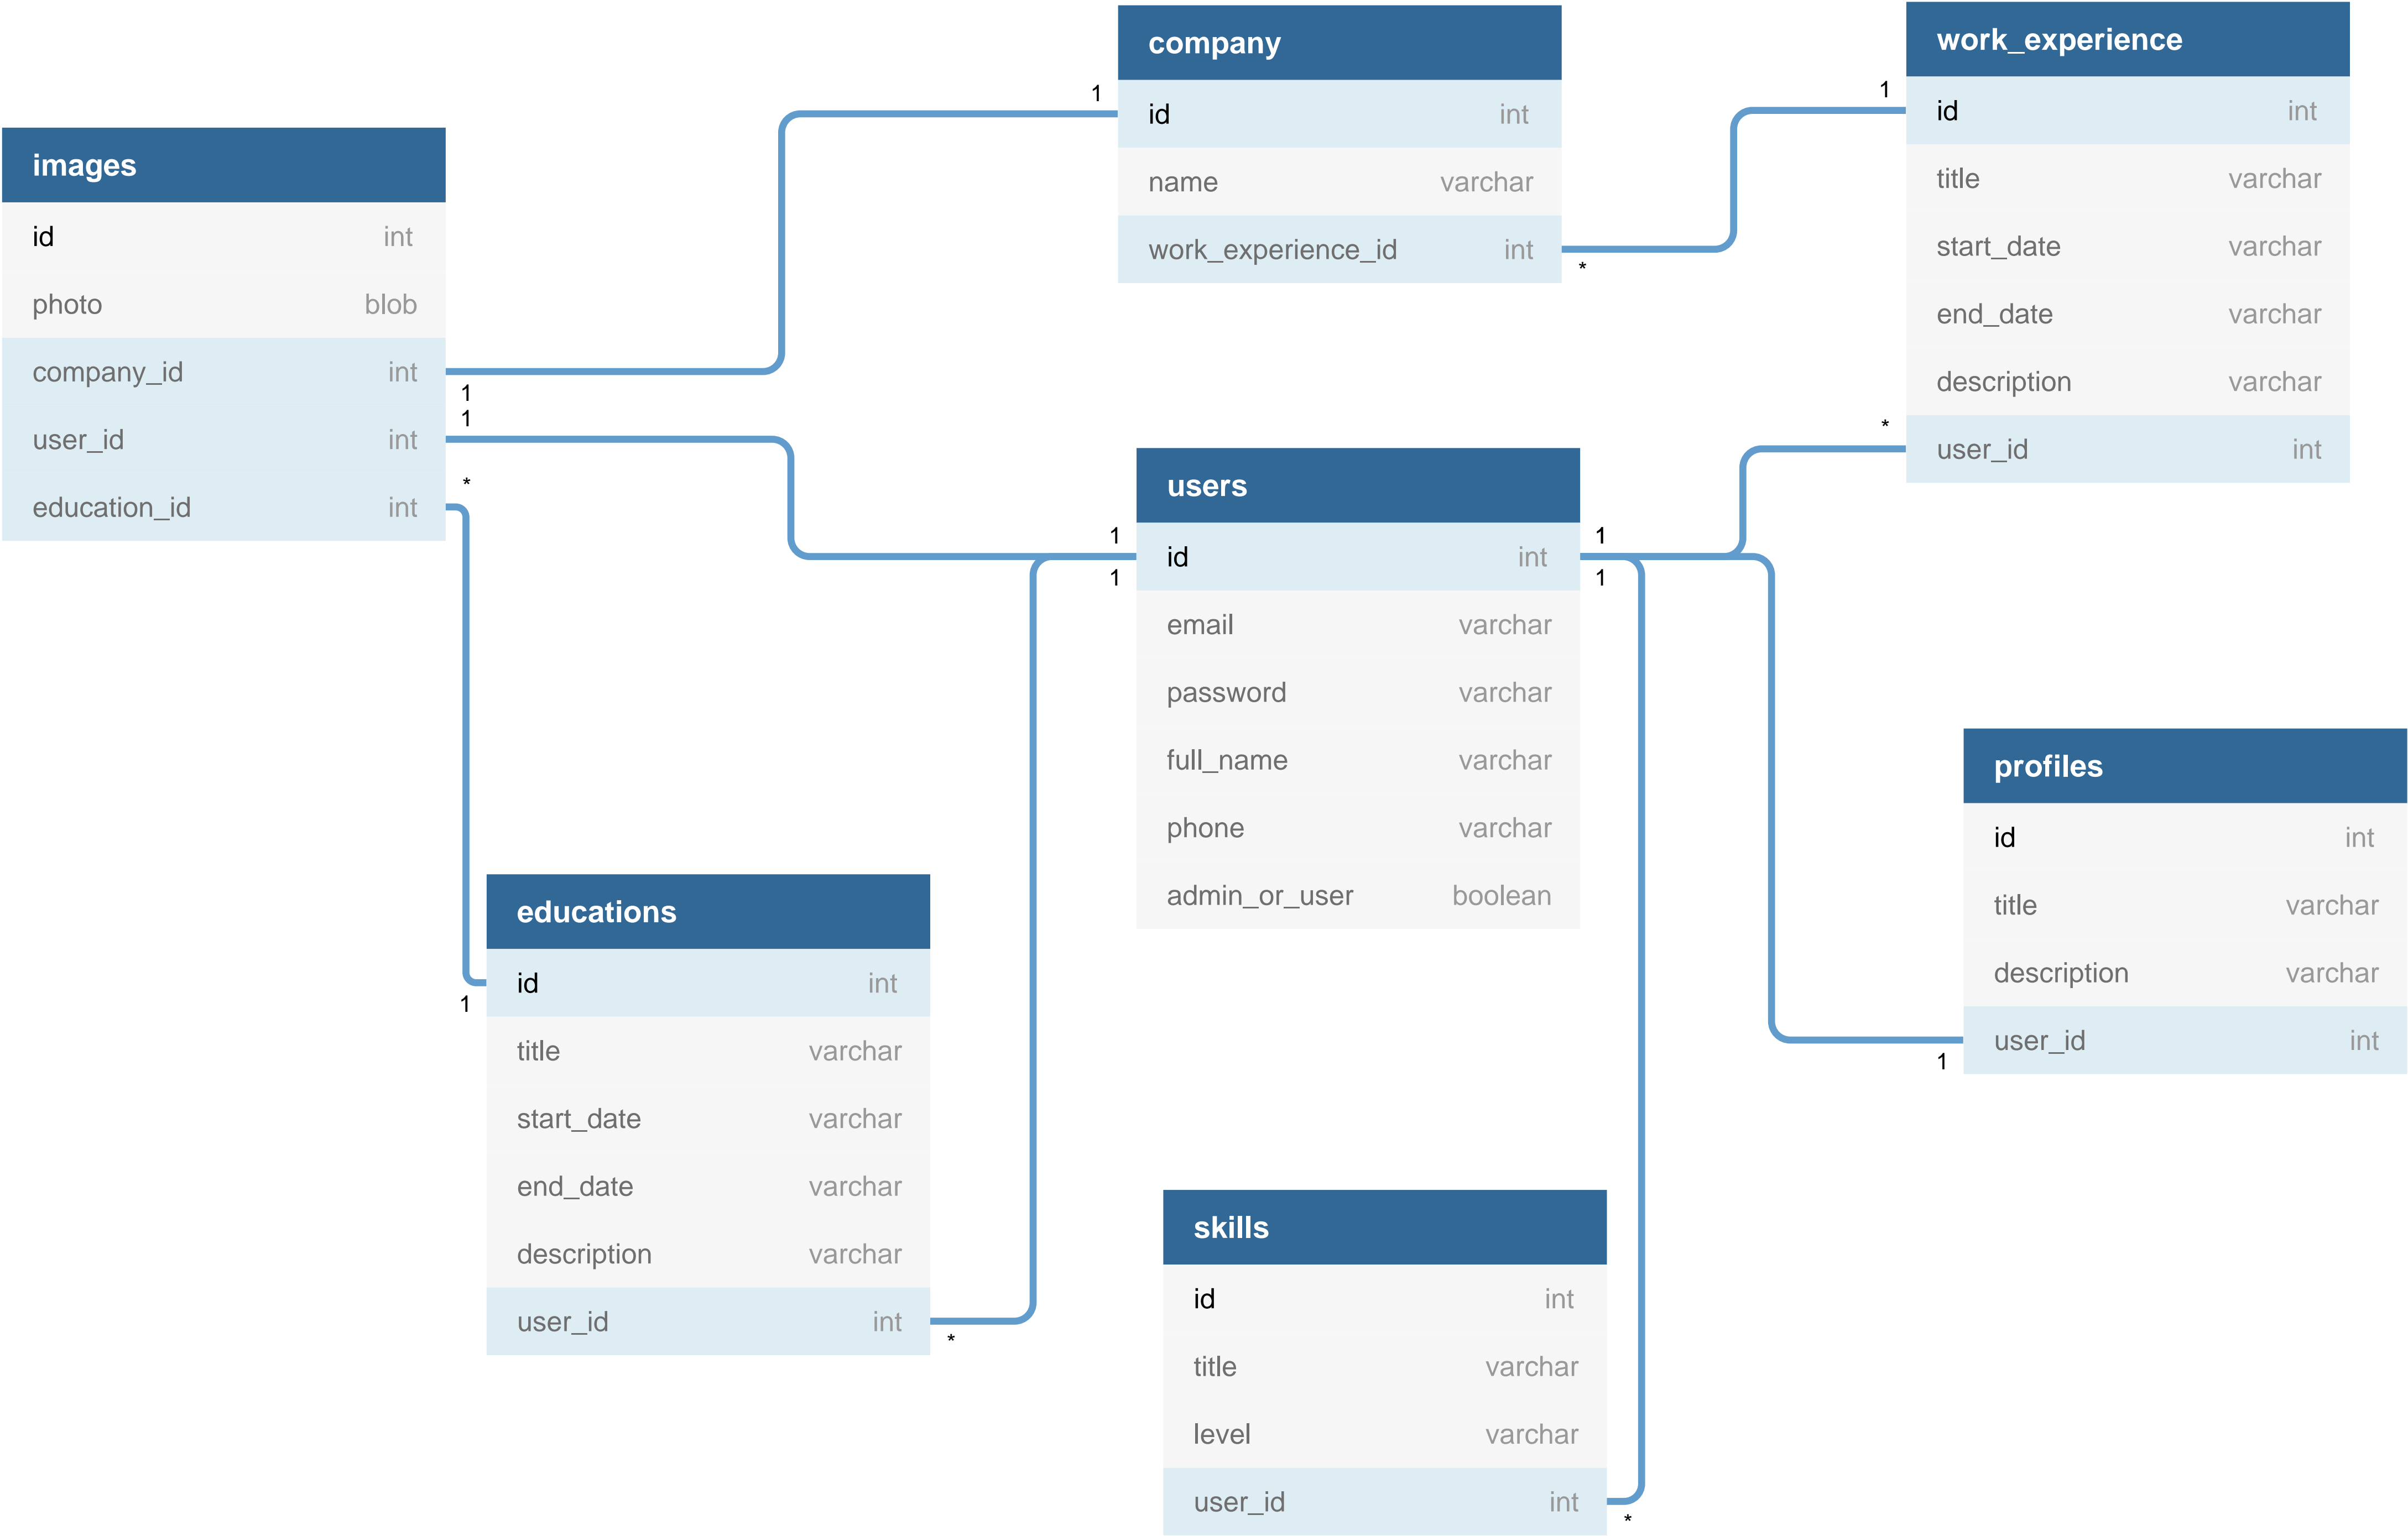 company
id int
name varchar
work_experience_id int
work_experience
id int
title varchar
start_date varchar
end_date varchar
description varchar
user_id int
images
id int
photo blob
company_id int
user_id int
education_id int
users
id int
email varchar
password varchar
full_name varchar
phone varchar
admin_or_user boolean
profiles
id int
title varchar
description varchar
user_id int
educations
id int
title varchar
start_date varchar
end_date varchar
description varchar
user_id int
skills
id int
title varchar
level varchar
user_id int
1
1
*
1
1
*
*
1
1
1
1
1
1
*
*